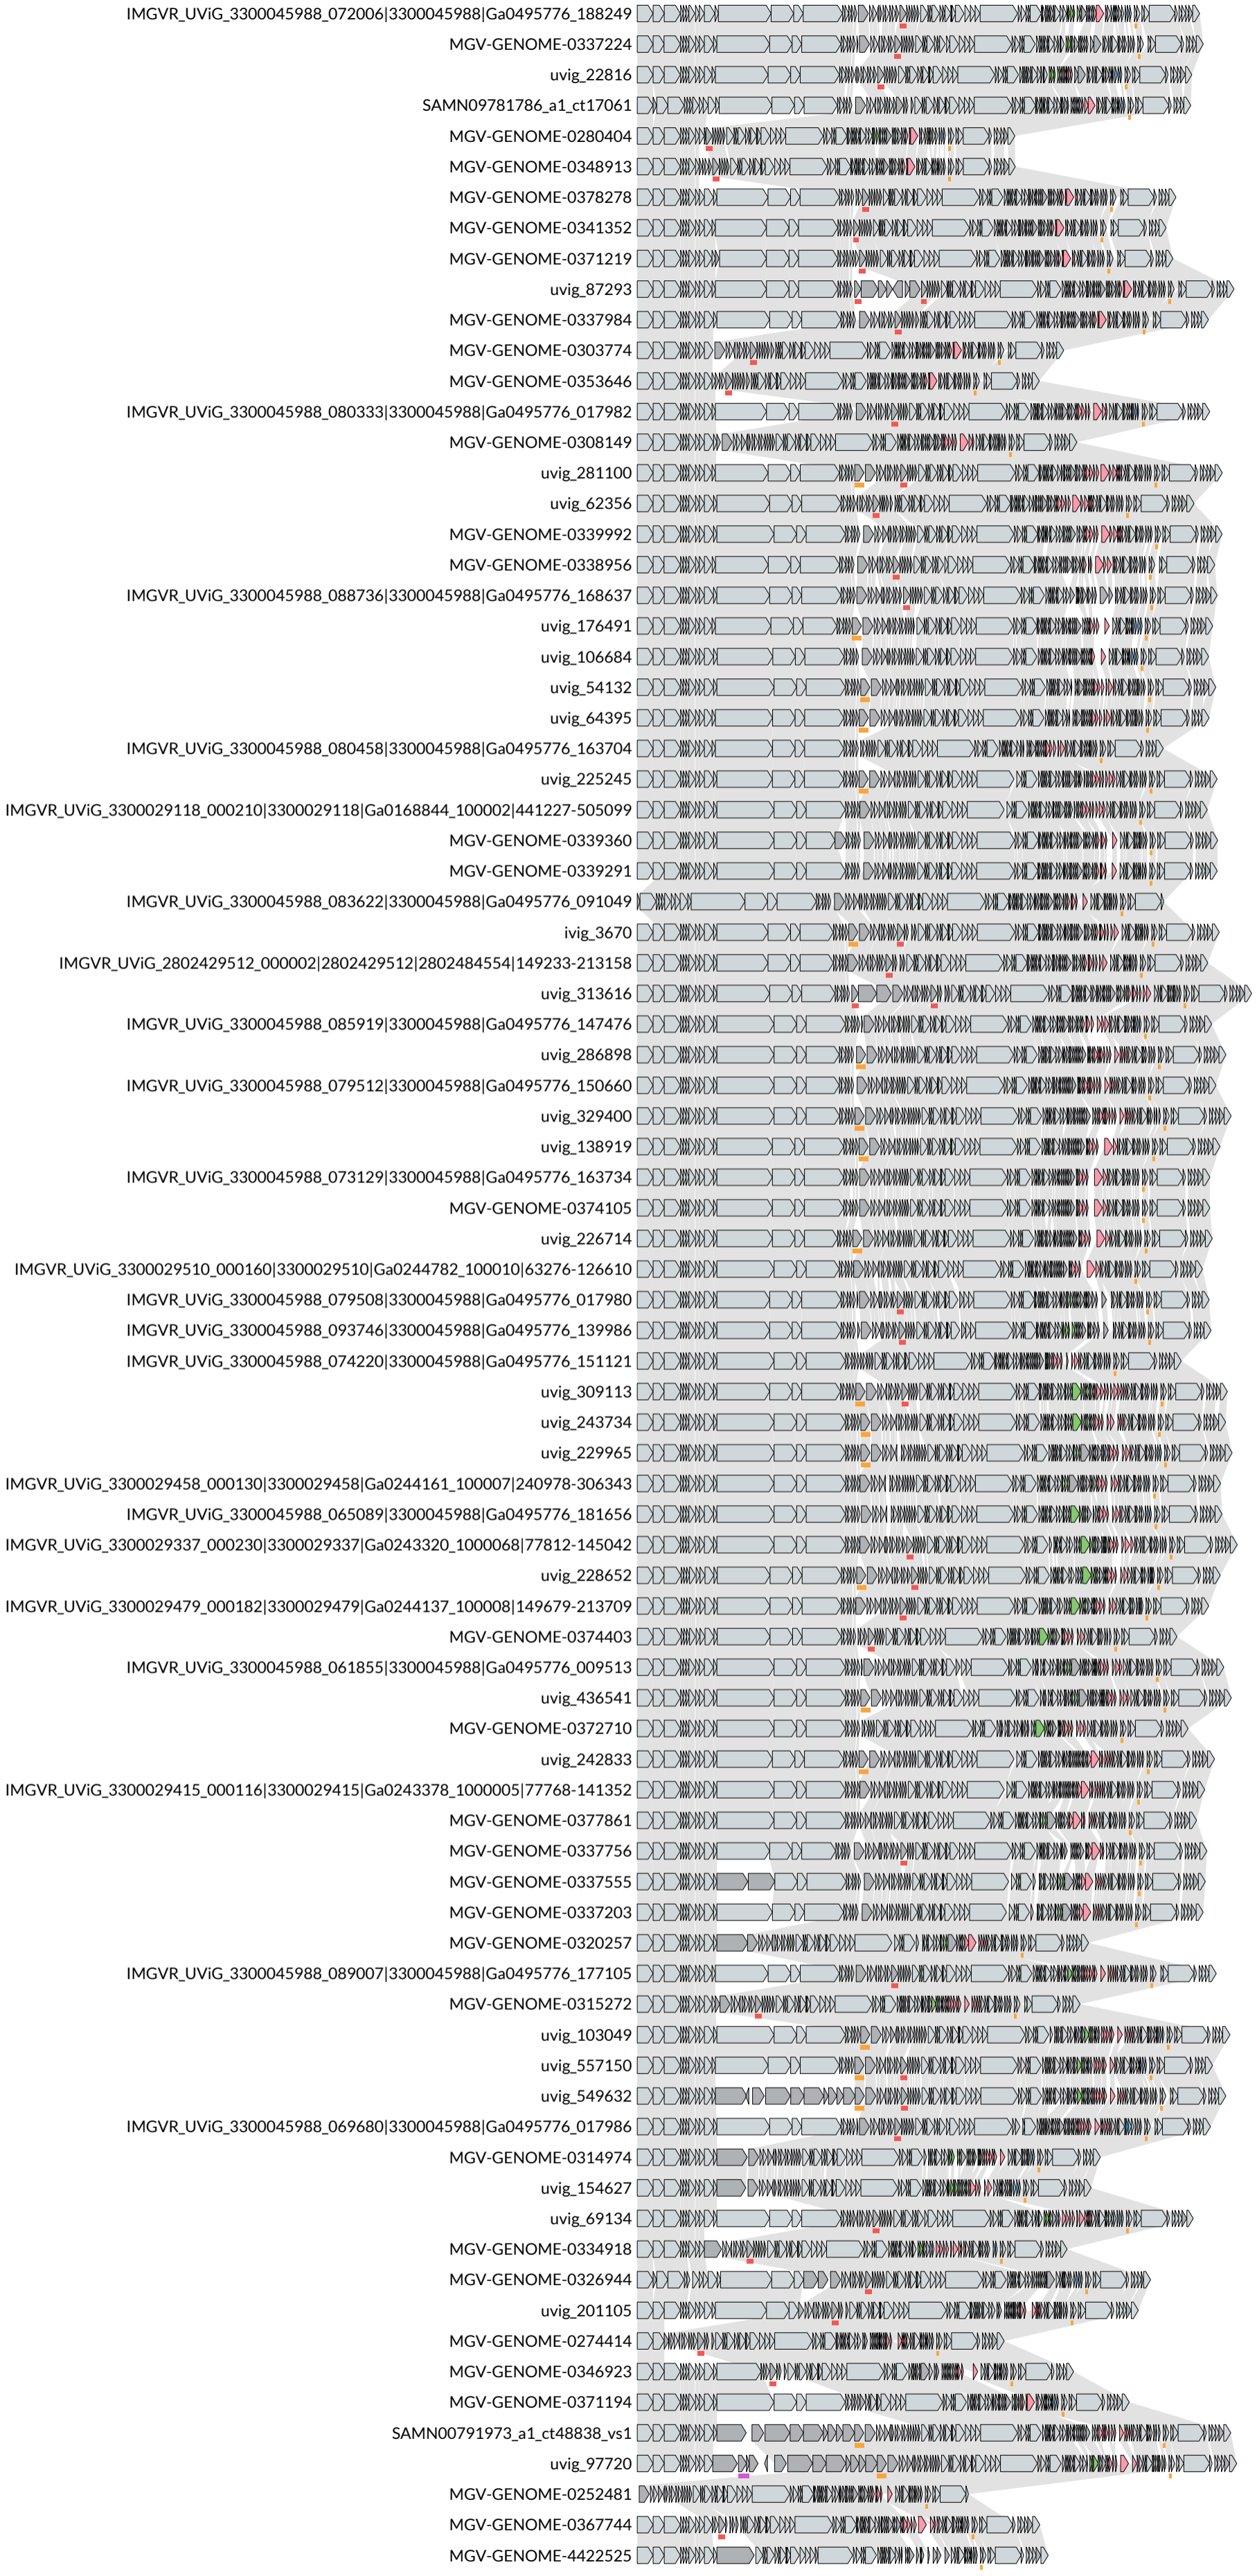 IMGVR_UViG_3300045988_072006|3300045988|Ga0495776_188249
MGV-GENOME-0337224
uvig_22816
SAMN09781786_a1_ct17061
MGV-GENOME-0280404
MGV-GENOME-0348913
MGV-GENOME-0378278
MGV-GENOME-0341352
MGV-GENOME-0371219
uvig_87293
MGV-GENOME-0337984
MGV-GENOME-0303774
MGV-GENOME-0353646
IMGVR_UViG_3300045988_080333|3300045988|Ga0495776_017982
MGV-GENOME-0308149
uvig_281100
uvig_62356
MGV-GENOME-0339992
MGV-GENOME-0338956
IMGVR_UViG_3300045988_088736|3300045988|Ga0495776_168637
uvig_176491
uvig_106684
uvig_54132
uvig_64395
IMGVR_UViG_3300045988_080458|3300045988|Ga0495776_163704
uvig_225245
IMGVR_UViG_3300029118_000210|3300029118|Ga0168844_100002|441227-505099
MGV-GENOME-0339360
MGV-GENOME-0339291
IMGVR_UViG_3300045988_083622|3300045988|Ga0495776_091049
ivig_3670
IMGVR_UViG_2802429512_000002|2802429512|2802484554|149233-213158
uvig_313616
IMGVR_UViG_3300045988_085919|3300045988|Ga0495776_147476
uvig_286898
IMGVR_UViG_3300045988_079512|3300045988|Ga0495776_150660
uvig_329400
uvig_138919
IMGVR_UViG_3300045988_073129|3300045988|Ga0495776_163734
MGV-GENOME-0374105
uvig_226714
IMGVR_UViG_3300029510_000160|3300029510|Ga0244782_100010|63276-126610
IMGVR_UViG_3300045988_079508|3300045988|Ga0495776_017980
IMGVR_UViG_3300045988_093746|3300045988|Ga0495776_139986
IMGVR_UViG_3300045988_074220|3300045988|Ga0495776_151121
uvig_309113
uvig_243734
uvig_229965
IMGVR_UViG_3300029458_000130|3300029458|Ga0244161_100007|240978-306343
IMGVR_UViG_3300045988_065089|3300045988|Ga0495776_181656
IMGVR_UViG_3300029337_000230|3300029337|Ga0243320_1000068|77812-145042
uvig_228652
IMGVR_UViG_3300029479_000182|3300029479|Ga0244137_100008|149679-213709
MGV-GENOME-0374403
IMGVR_UViG_3300045988_061855|3300045988|Ga0495776_009513
uvig_436541
MGV-GENOME-0372710
uvig_242833
IMGVR_UViG_3300029415_000116|3300029415|Ga0243378_1000005|77768-141352
MGV-GENOME-0377861
MGV-GENOME-0337756
MGV-GENOME-0337555
MGV-GENOME-0337203
MGV-GENOME-0320257
IMGVR_UViG_3300045988_089007|3300045988|Ga0495776_177105
MGV-GENOME-0315272
uvig_103049
uvig_557150
uvig_549632
IMGVR_UViG_3300045988_069680|3300045988|Ga0495776_017986
MGV-GENOME-0314974
uvig_154627
uvig_69134
MGV-GENOME-0334918
MGV-GENOME-0326944
uvig_201105
MGV-GENOME-0274414
MGV-GENOME-0346923
MGV-GENOME-0371194
SAMN00791973_a1_ct48838_vs1
uvig_97720
MGV-GENOME-0252481
MGV-GENOME-0367744
MGV-GENOME-4422525